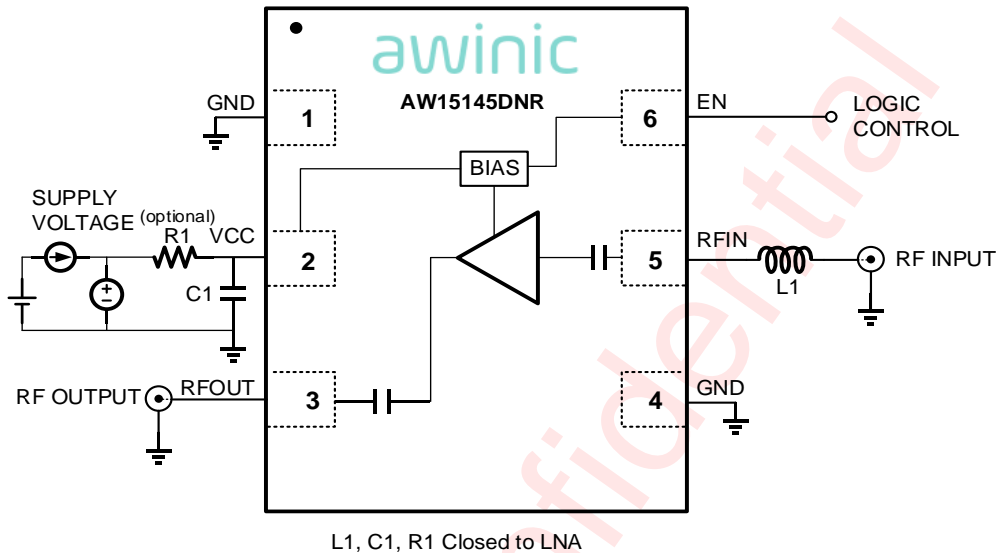 awinic
AW15145DNR
GND
1
6
EN
LOGIC
CONTROL
BIAS
SUPPLY
VOLTAGE (optional)
R1
VCC
2
5
RFIN
RF INPUT
L1
C1
+
−
RF OUTPUT
RFOUT
3
4
GND
L1, C1, R1 Closed to LNA
fidential